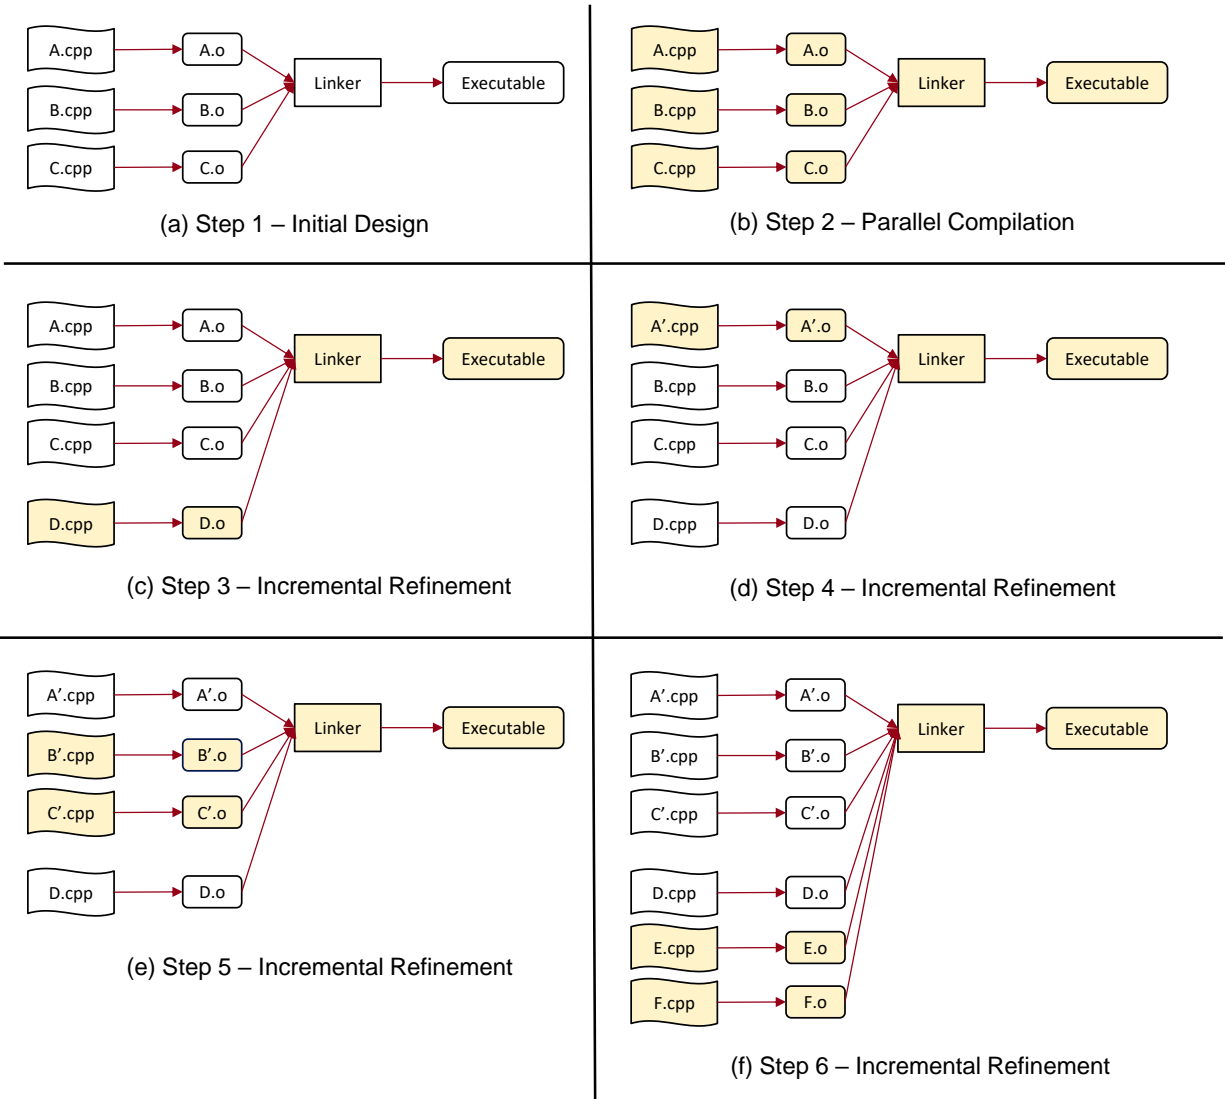 A.cpp
A.o
B.cpp
B.o
C.cpp
C.o
Linker
Executable
(a) Step 1 – Initial Design
A.cpp
A.o
B.cpp
B.o
C.cpp
C.o
Linker
Executable
(b) Step 2 – Parallel Compilation
A.cpp
A.o
B.cpp
B.o
C.cpp
C.o
D.cpp
D.o
Linker
Executable
(c) Step 3 – Incremental Refinement
A’.cpp
A’.o
B.cpp
B.o
C.cpp
C.o
D.cpp
D.o
Linker
Executable
(d) Step 4 – Incremental Refinement
A’.cpp
A’.o
B’.cpp
B’.o
C’.cpp
C’.o
D.cpp
D.o
Linker
Executable
(e) Step 5 – Incremental Refinement
A’.cpp
A’.o
B’.cpp
B’.o
C’.cpp
C’.o
D.cpp
D.o
E.cpp
E.o
F.cpp
F.o
Linker
Executable
(f) Step 6 – Incremental Refinement